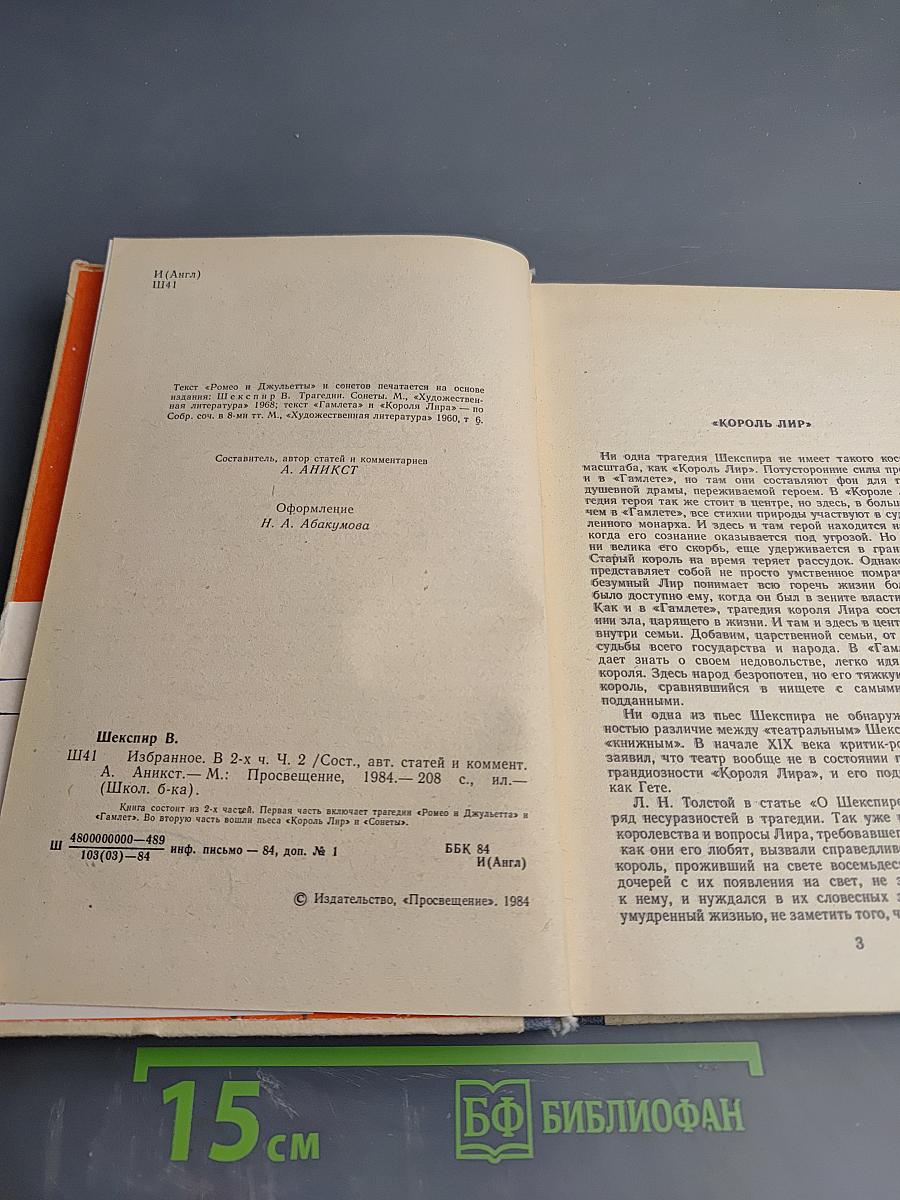 И(Англ)
Ш41
Текст «Ромео и Джульетты» и сонетов печатается на основе
издания: Шекспир В. Трагедии. Сонеты. М., «Художествен-
ная литература» 1968; текст «Гамлета» и «Короля Лира» — по
Собр. соч. в 8-ми тт. М., «Художественная литература» 1960, т 6.
Составитель, автор статей и комментариев
А. АНИКСТ
Оформление
Н. А. Абакумова
Шекспир В.
Ш41 Избранное. В 2-х ч. Ч. 2 /Сост., авт. статей и коммент.
А. Аникст.— М.: Просвещение, 1984.— 208 с., ил.—
(Школ. б-ка).
Книга состоит из 2-х частей. Первая часть включает трагедии «Ромео и Джульетта» и
«Гамлет». Во вторую часть вошли пьеса «Король Лир» и «Сонеты».
Ш 4800000000—489
103(03)—84 инф. письмо — 84, доп. № 1
ББК 84
И(Англ)
© Издательство, «Просвещение». 1984
«КОРОЛЬ ЛИР»
Ни одна трагедия Шекспира не имеет такого
масштаба, как «Король Лир». Потусторонние силы
и в «Гамлете», но там они составляют фон для
душевной драмы, переживаемой героем. В «Короле
гедия героя так же стоит в центре, но здесь, в
чем в «Гамлете», все стихии природы участвуют в
ленного монарха. И здесь и там герой находится
когда его сознание оказывается под угрозой. Но
ни велика его скорбь, еще удерживается в
Старый король на время теряет рассудок.
представляет собой не просто умственное
безумный Лир понимает всю горечь жизни
было доступно ему, когда он был в зените
Как и в «Гамлете», трагедия короля Лира
нии зла, царящего в жизни. И там и здесь в
внутри семьи. Добавим, царственной семьи, от
судьбы всего государства и народа. В
дает знать о своем недовольстве, легко
короля. Здесь народ безропотен, но его
король, сравнявшийся в нищете с самыми
подданными.
Ни одна из пьес Шекспира не
ностью различие между «театральным»
«книжным». В начале XIX века
заявил, что театр вообще не в состоянии
грандиозности «Короля Лира», и его
как Гете.
Л. Н. Толстой в статье «О Шекспире
ряд несуразностей в трагедии. Так уже
королевства и вопросы Лира,
как они его любят, вызвали
король, проживший на свете
дочерей с их появления на свет, не
к нему, и нуждался в их словесных
умудренный жизнью, не заметить того,
3
15 см
БФ БИБЛИОФАН